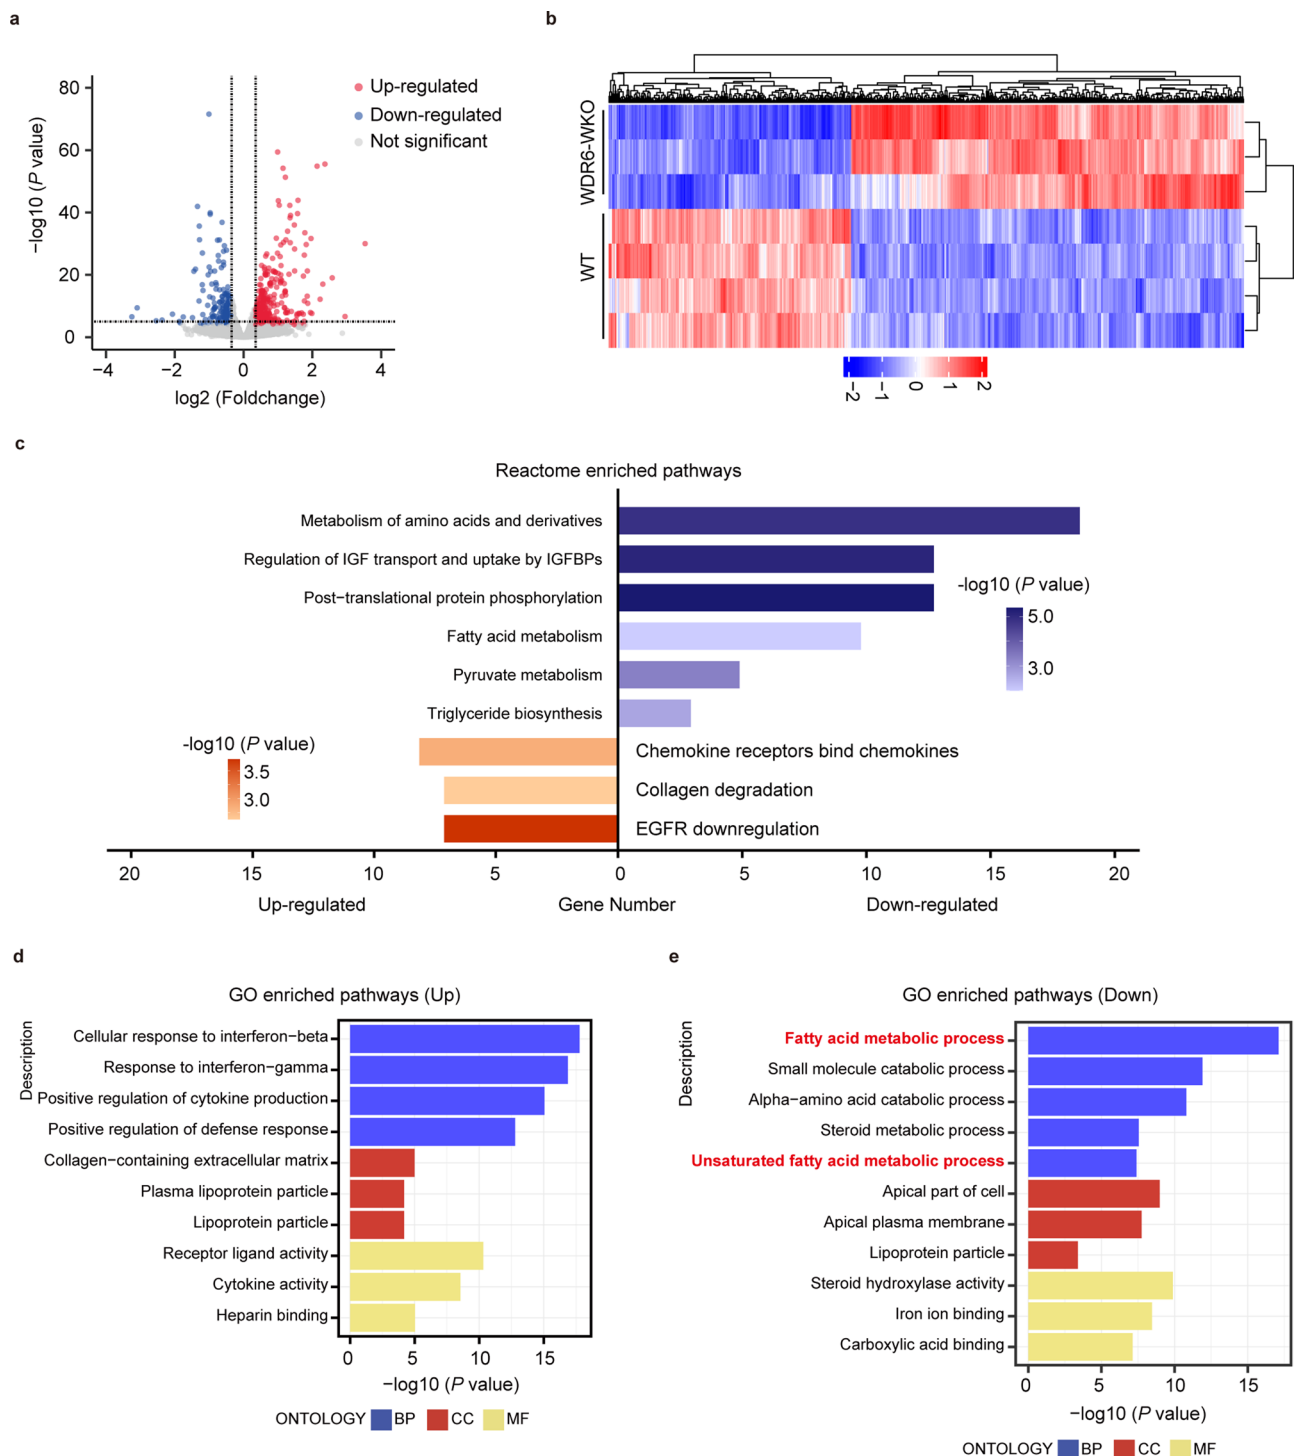 a
80
60
40
20
0
−log10 (P value)
−4 −2 0 2 4
log2 (Foldchange)
Up-regulated
Down-regulated
Not significant
b
WDR6-WKO
WT
−2 −1 0 1 2
c
Reactome enriched pathways
Metabolism of amino acids and derivatives
Regulation of IGF transport and uptake by IGFBPs
Post−translational protein phosphorylation
Fatty acid metabolism
Pyruvate metabolism
Triglyceride biosynthesis
-log10 (P value)
5.0
3.0
-log10 (P value)
3.5
3.0
Chemokine receptors bind chemokines
Collagen degradation
EGFR downregulation
20 15 10 5 0 5 10 15 20
Up-regulated Gene Number Down-regulated
d
GO enriched pathways (Up)
Description
Cellular response to interferon−beta
Response to interferon−gamma
Positive regulation of cytokine production
Positive regulation of defense response
Collagen−containing extracellular matrix
Plasma lipoprotein particle
Lipoprotein particle
Receptor ligand activity
Cytokine activity
Heparin binding
0 5 10 15
−log10 (P value)
ONTOLOGY BP CC MF
e
GO enriched pathways (Down)
Description
Fatty acid metabolic process
Small molecule catabolic process
Alpha−amino acid catabolic process
Steroid metabolic process
Unsaturated fatty acid metabolic process
Apical part of cell
Apical plasma membrane
Lipoprotein particle
Steroid hydroxylase activity
Iron ion binding
Carboxylic acid binding
0 5 10 15
−log10 (P value)
ONTOLOGY BP CC MF